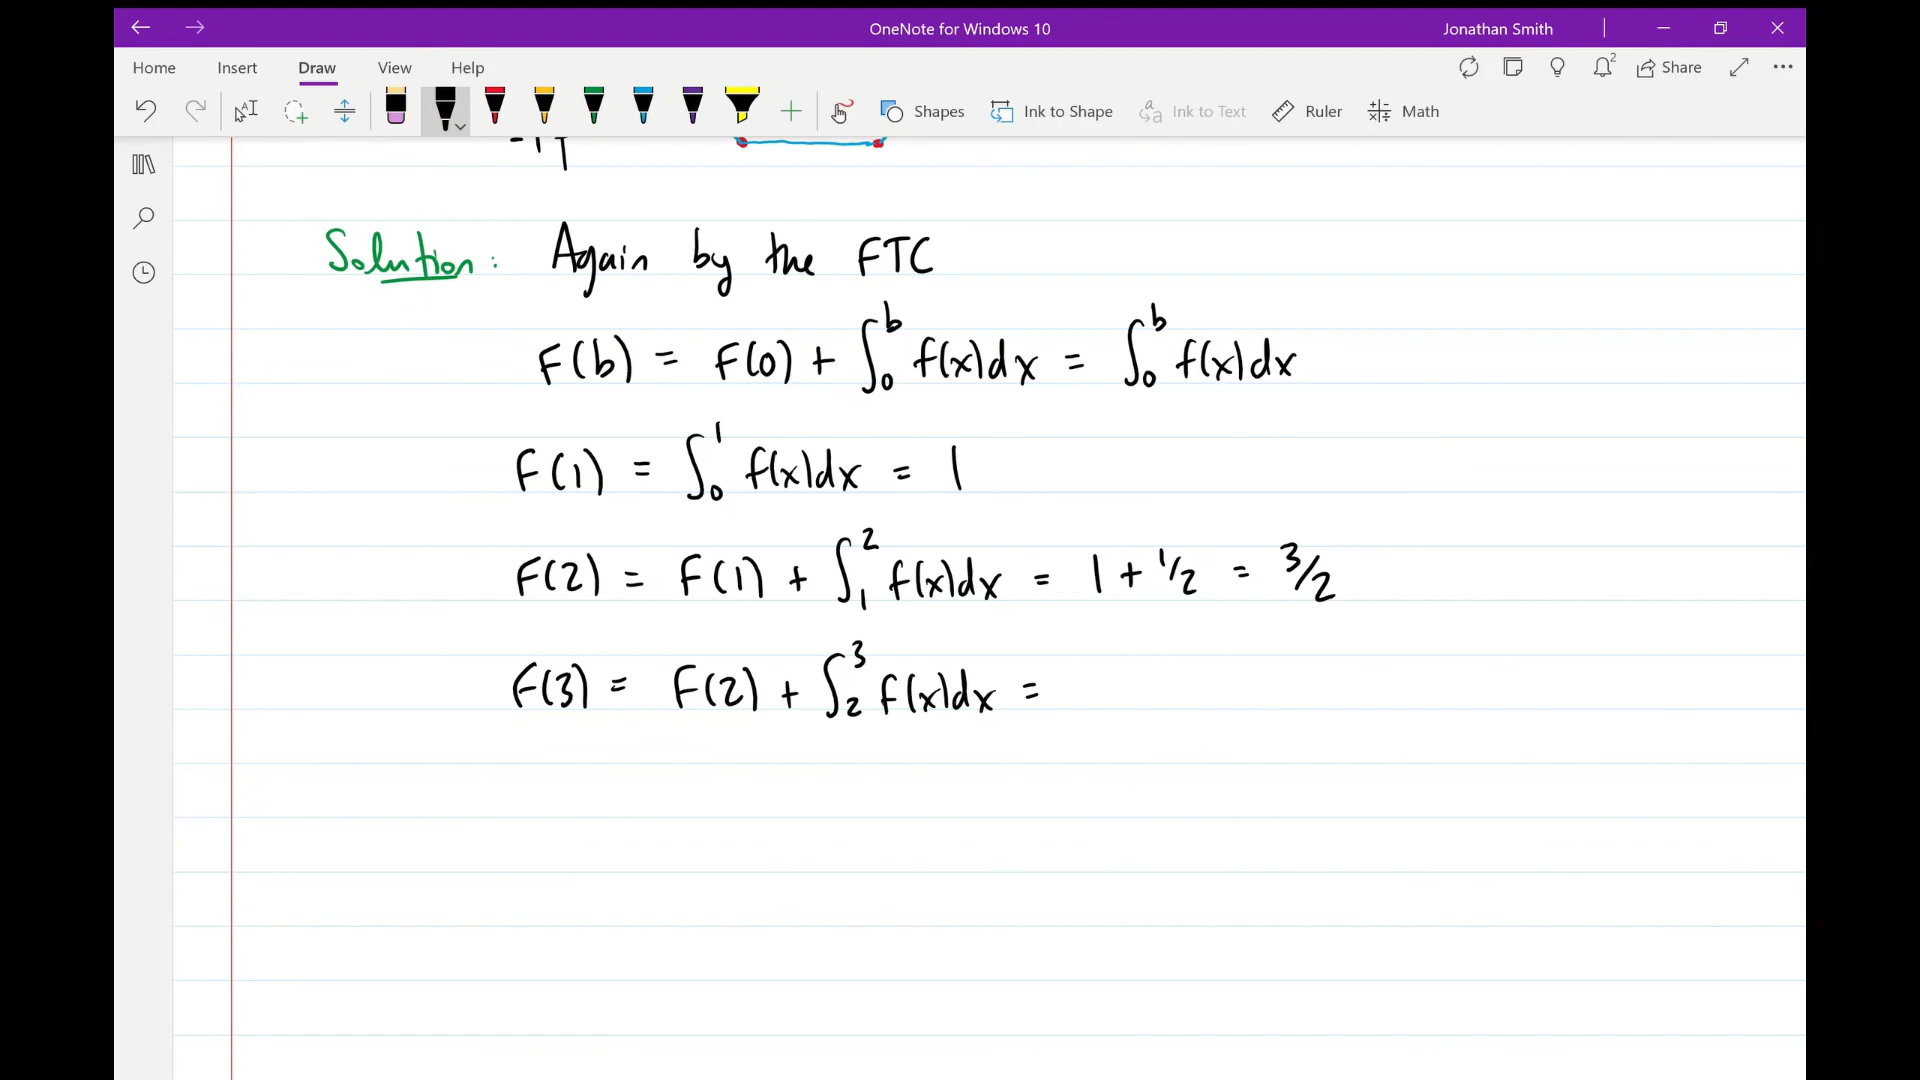 OneNote for Windows 10
Jonathan Smith
Home Insert Draw View Help
2 Share
Shapes Ink to Shape Ink to Text Ruler Math
-1
Solution: Again by the FTC
F(b) = F(0) + ∫₀ᵇ f(x)dx = ∫₀ᵇ f(x)dx
F(1) = ∫₀¹ f(x)dx = 1
F(2) = F(1) + ∫₁² f(x)dx = 1 + 1/2 = 3/2
F(3) = F(2) + ∫₂³ f(x)dx =